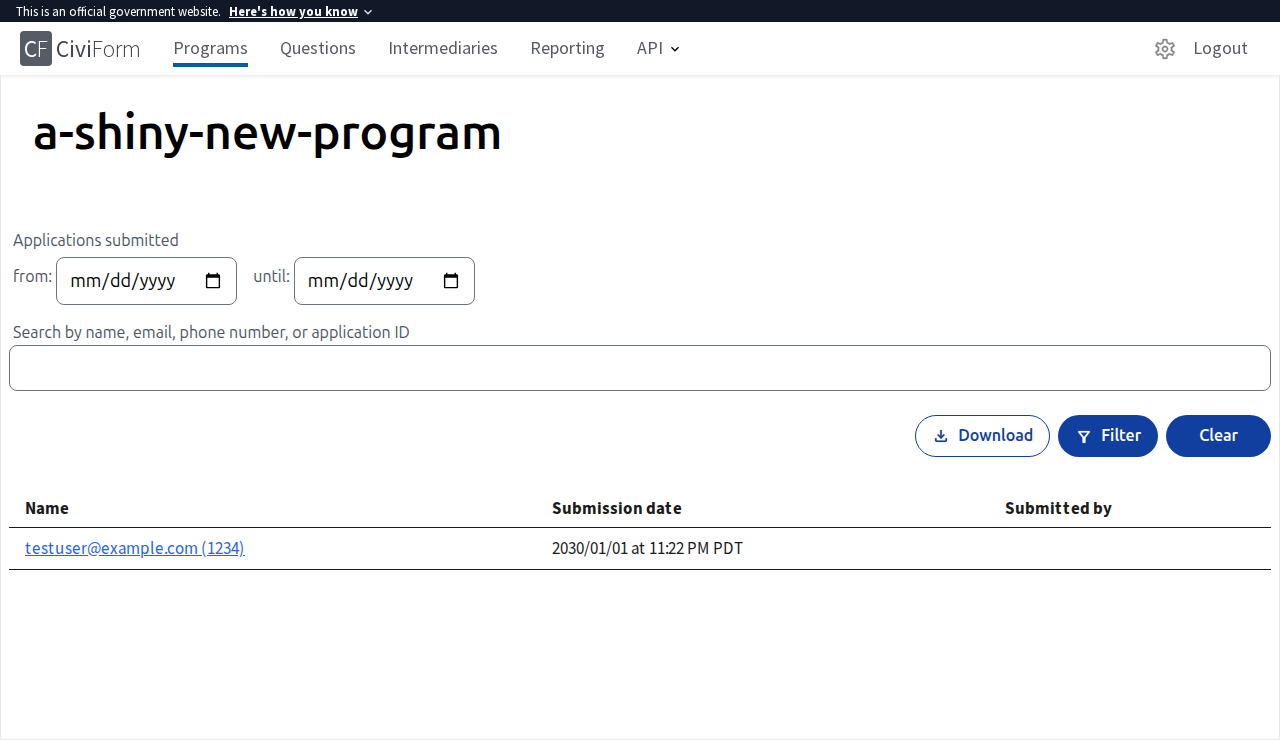 This is an official government website. Here's how you know
CF CiviForm Programs Questions Intermediaries Reporting API Logout
a-shiny-new-program
Applications submitted
from: mm/dd/yyyy until: mm/dd/yyyy
Search by name, email, phone number, or application ID
Download Filter Clear
Name Submission date Submitted by
testuser@example.com (1234) 2030/01/01 at 11:22 PM PDT